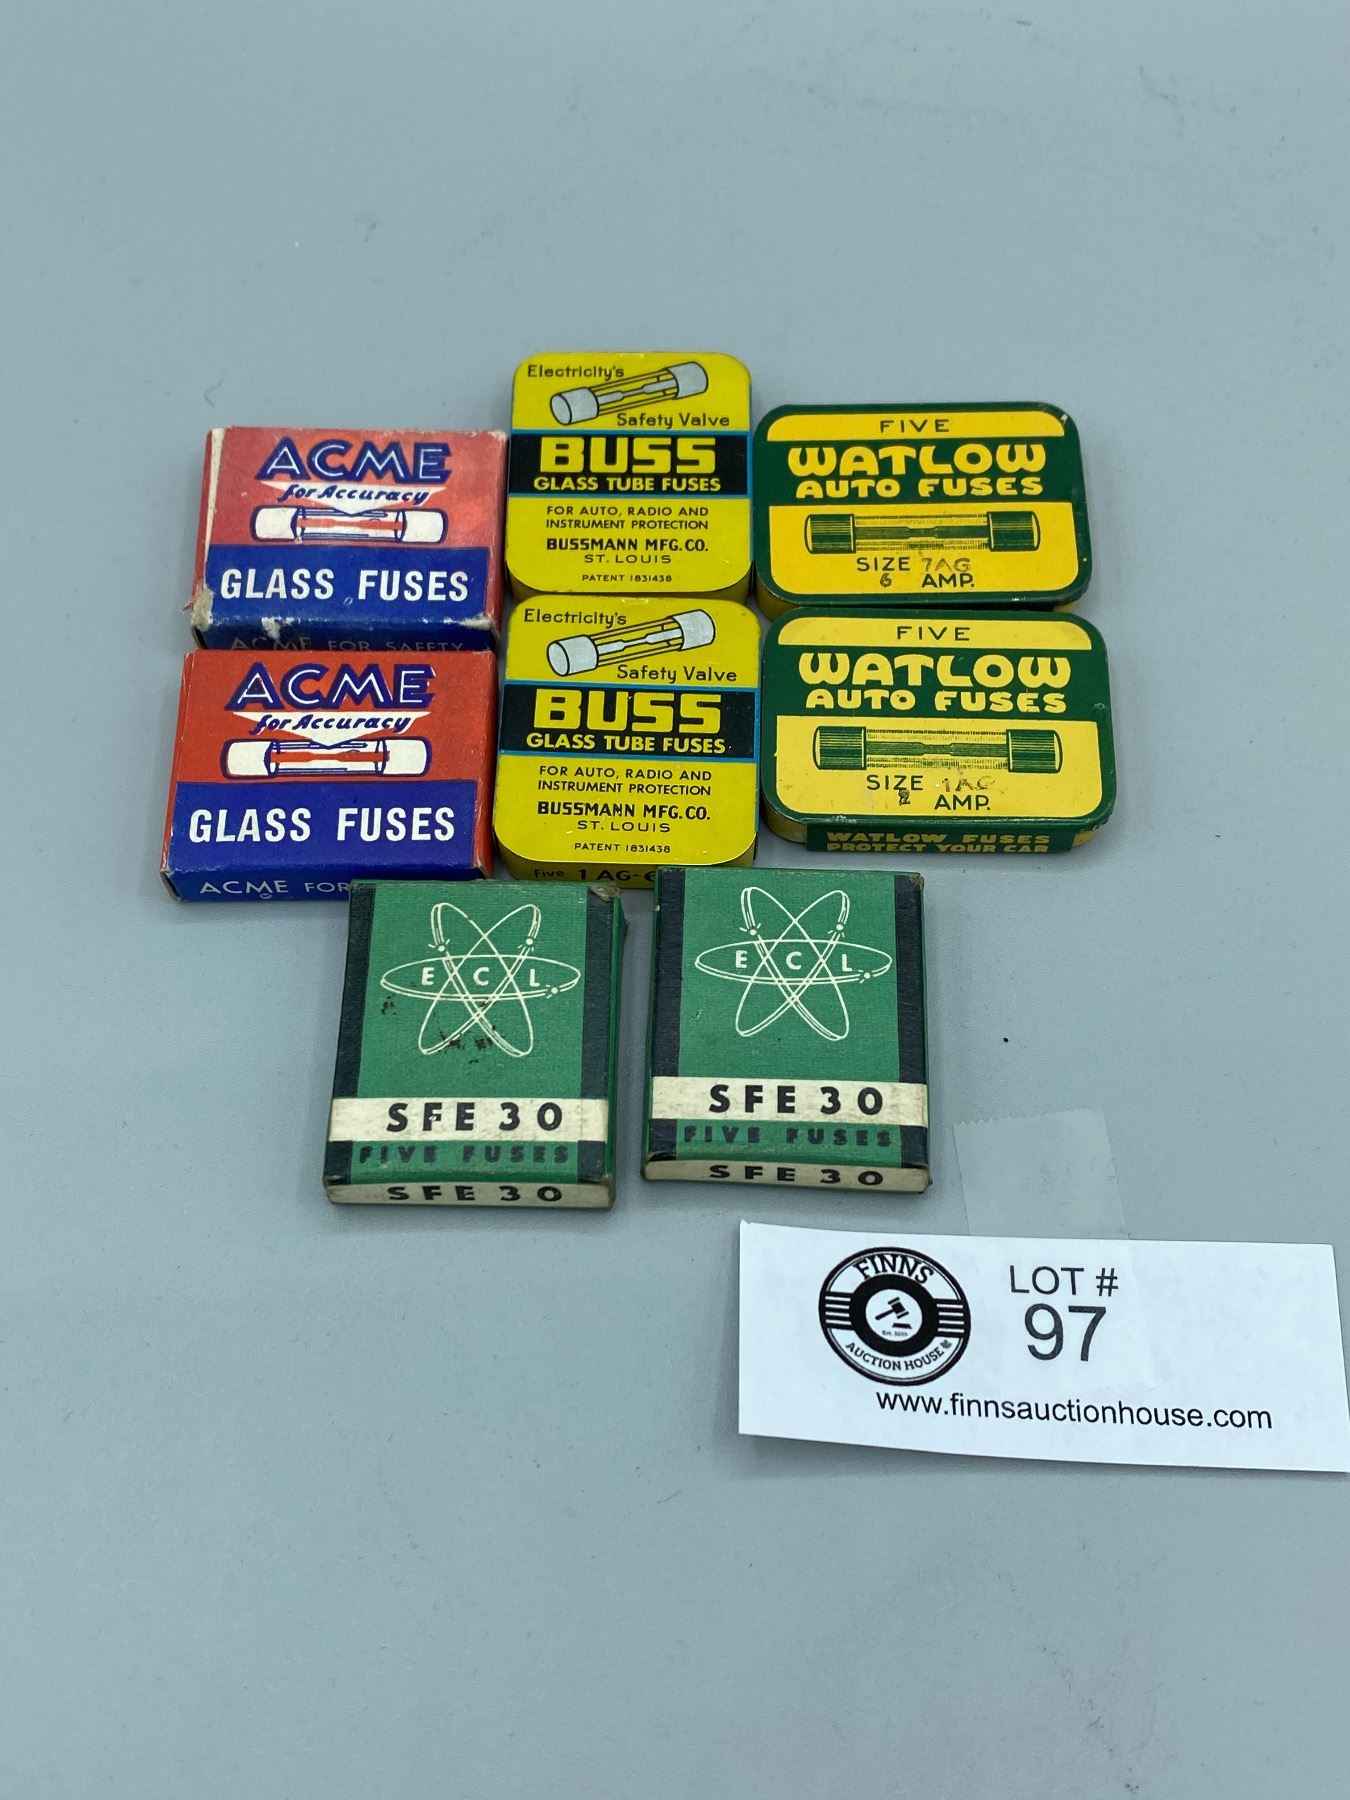 ACME
for Accuracy
GLASS FUSES
ACME FOR SAFETY
ACME
for Accuracy
GLASS FUSES
ACME FOR
Electricity's
Safety Valve
BUSS
GLASS TUBE FUSES
FOR AUTO, RADIO AND
INSTRUMENT PROTECTION
BUSSMANN MFG. CO.
ST. LOUIS
PATENT 1831438
Electricity's
Safety Valve
BUSS
GLASS TUBE FUSES
FOR AUTO, RADIO AND
INSTRUMENT PROTECTION
BUSSMANN MFG. CO.
ST. LOUIS
PATENT 1831438
Five 1 AG-6
FIVE
WATLOW
AUTO FUSES
SIZE 7AG
6 AMP.
FIVE
WATLOW
AUTO FUSES
SIZE 1AG
AMP.
WATLOW FUSES
PROTECT YOUR CAR
E C L
SFE 30
FIVE FUSES
SFE 30
E C L
SFE 30
FIVE FUSES
SFE 30
FINNS
AUCTION HOUSE
LOT #
97
www.finnsauctionhouse.com